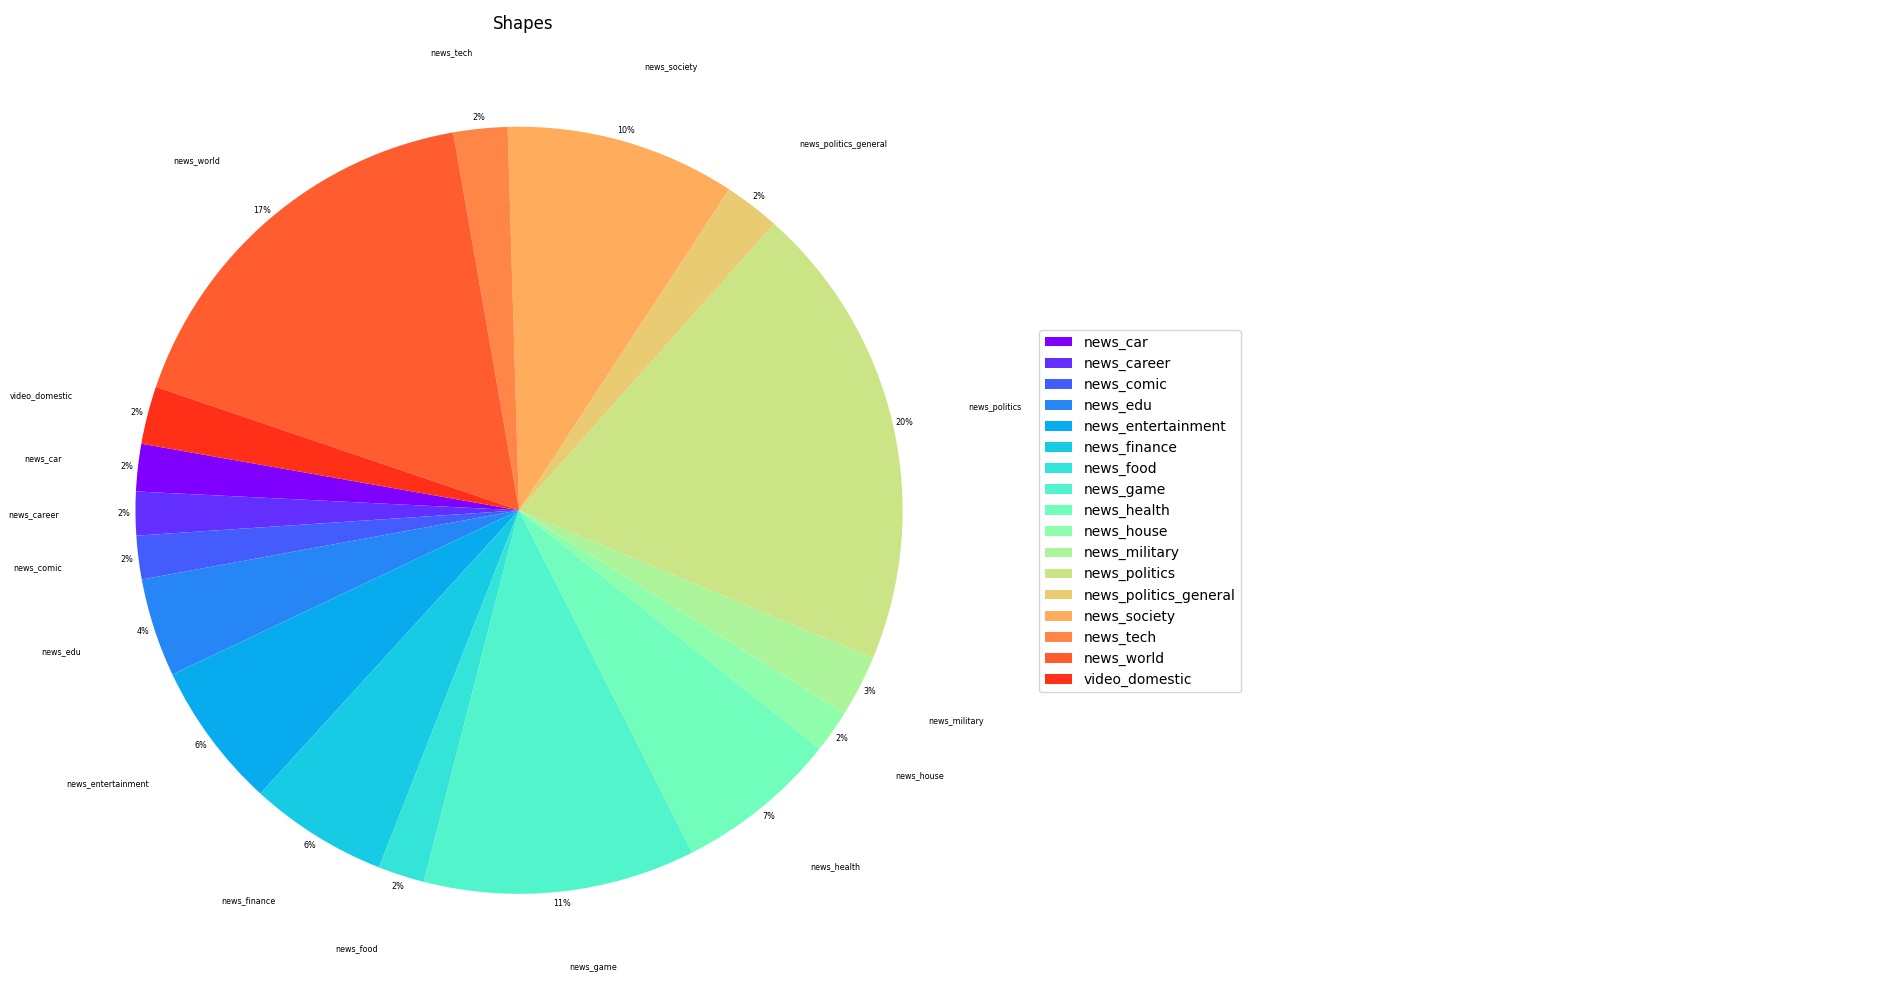 Shapes
news_tech
news_society
2%
10%
news_politics_general
news_world
2%
17%
video_domestic
2%
news_politics
20%
news_car
2%
news_career
2%
news_comic
2%
news_edu
4%
news_entertainment
6%
news_finance
6%
news_food
2%
news_game
11%
news_health
7%
news_house
2%
news_military
3%
news_car
news_career
news_comic
news_edu
news_entertainment
news_finance
news_food
news_game
news_health
news_house
news_military
news_politics
news_politics_general
news_society
news_tech
news_world
video_domestic